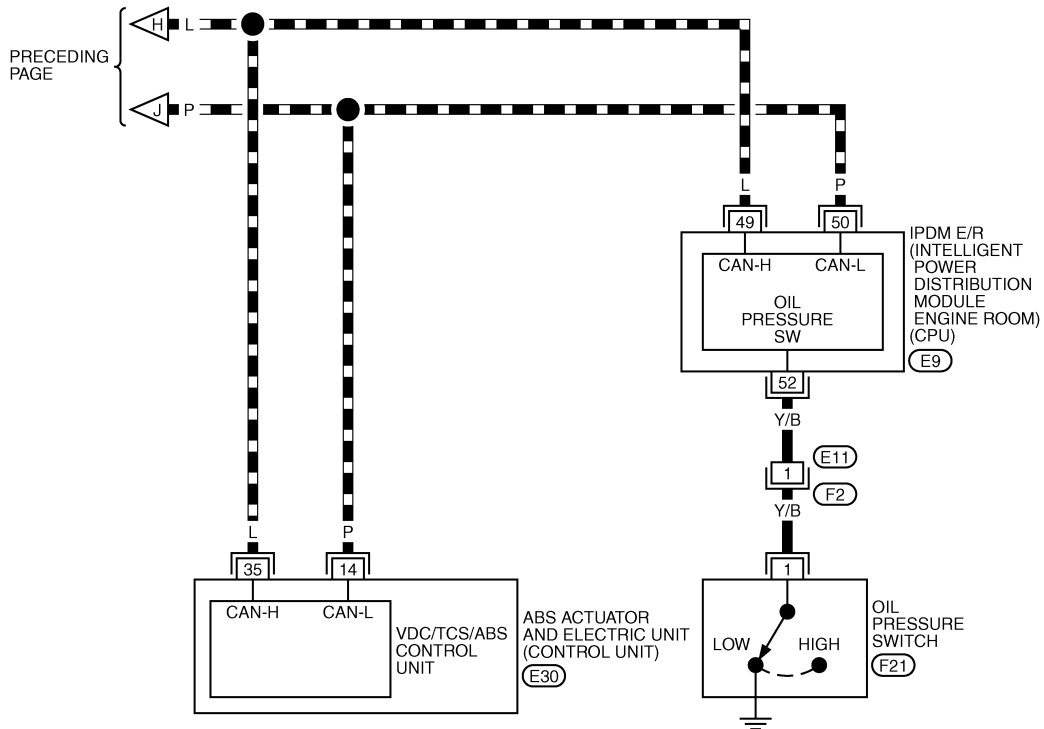 H L
PRECEDING
PAGE
J P
L P
49 50
CAN-H CAN-L
OIL
PRESSURE
SW
IPDM E/R
(INTELLIGENT
POWER
DISTRIBUTION
MODULE
ENGINE ROOM)
(CPU)
E9
52
Y/B
1
E11
F2
Y/B
L P
35 14
CAN-H CAN-L
VDC/TCS/ABS
CONTROL
UNIT
ABS ACTUATOR
AND ELECTRIC UNIT
(CONTROL UNIT)
E30
1
LOW HIGH
OIL
PRESSURE
SWITCH
F21